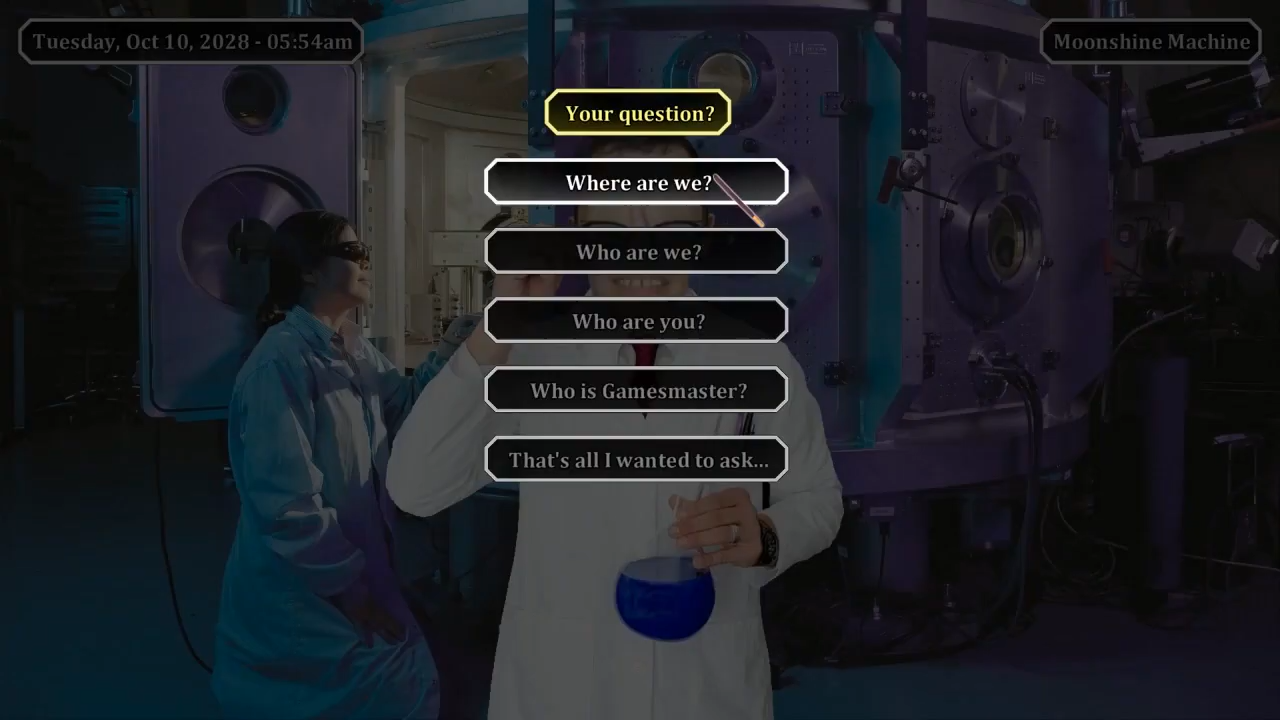 Tuesday, Oct 10, 2028 - 05:54am
Moonshine Machine
Your question?
Where are we?
Who are we?
Who are you?
Who is Gamesmaster?
That's all I wanted to ask...